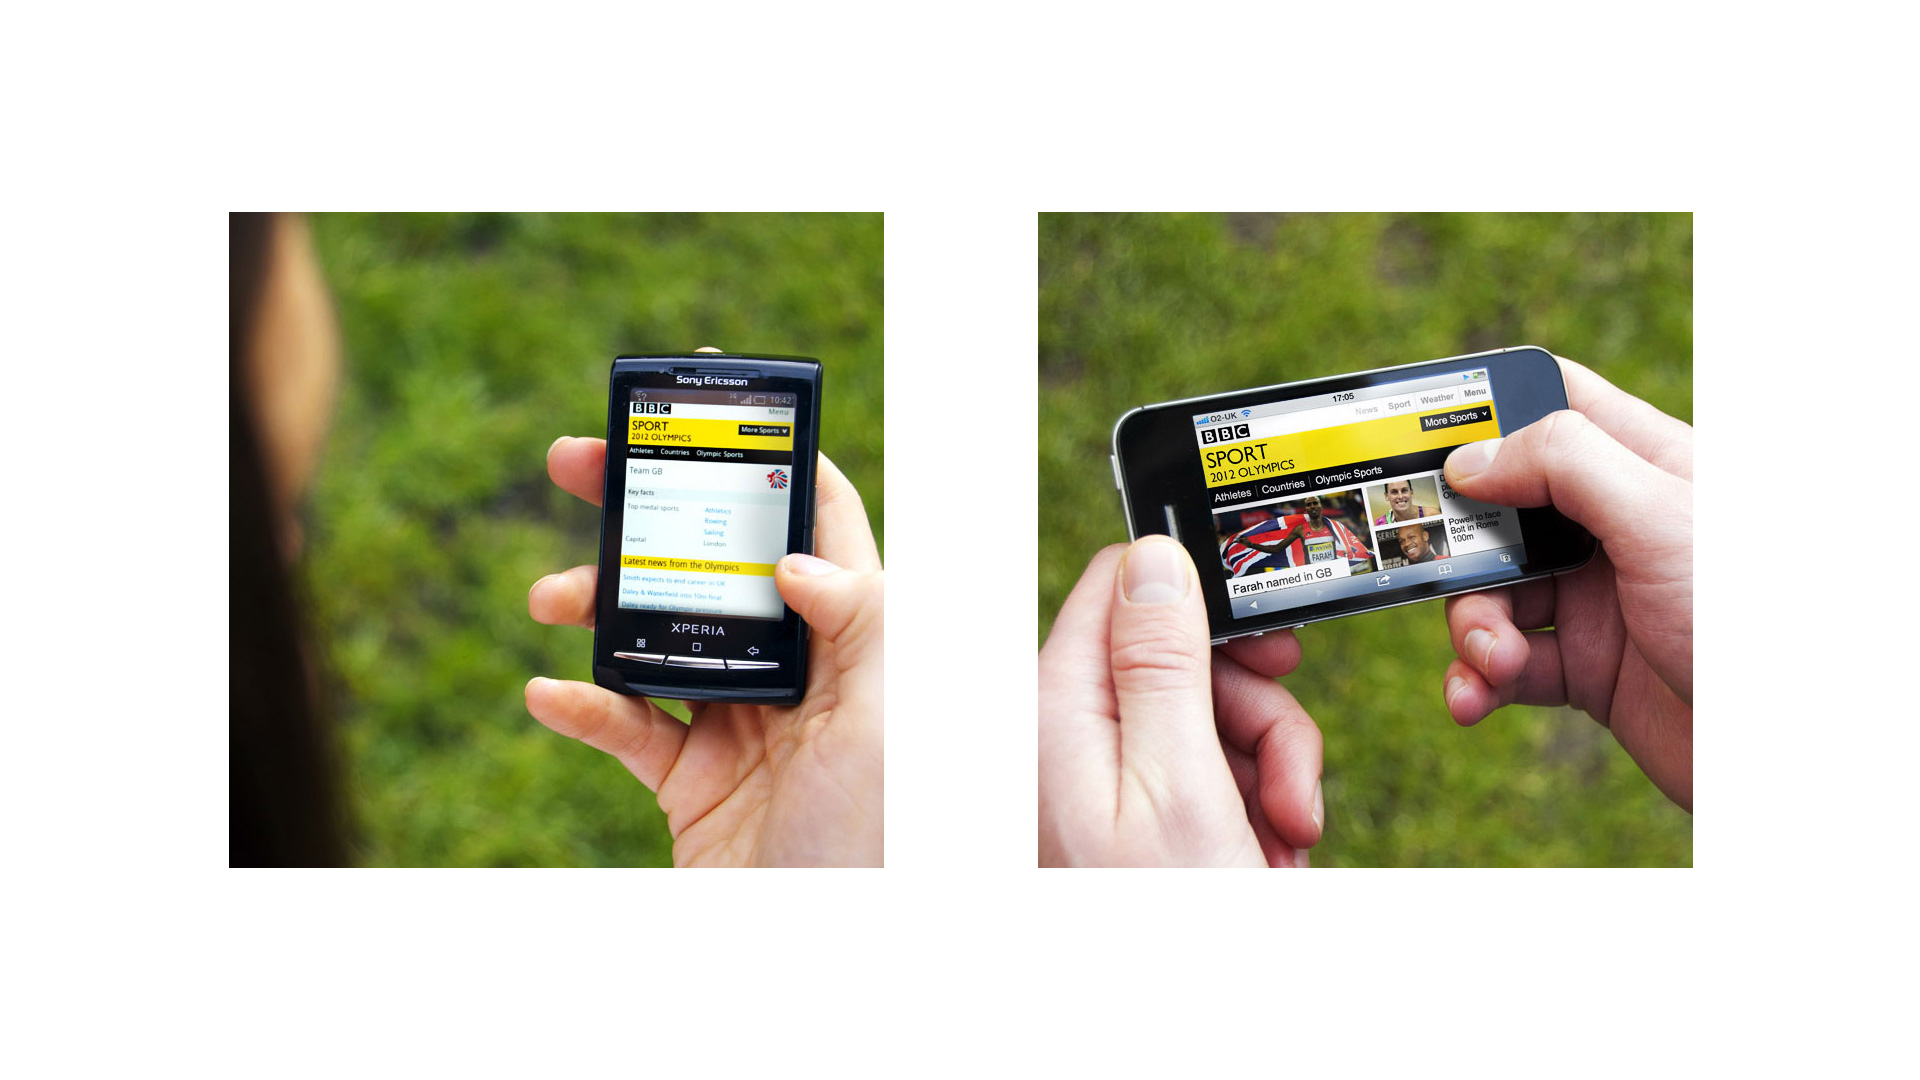 Sony Ericsson
3G 10:42
BBC Menu
SPORT
2012 OLYMPICS
More Sports
Athletes Countries Olympic Sports
Team GB
Key facts
Top medal sports Athletics
Rowing
Sailing
Capital London
Latest news from the Olympics
Smith expects to end career in UK
Daley & Waterfield into 10m final
Daley ready for Olympic pressure
XPERIA
O2-UK 17:05
BBC News Sport Weather Menu
SPORT
2012 OLYMPICS
More Sports
Athletes Countries Olympic Sports
FARAH
SERIES
Farah named in GB
Powell to face
Bolt in Rome
100m